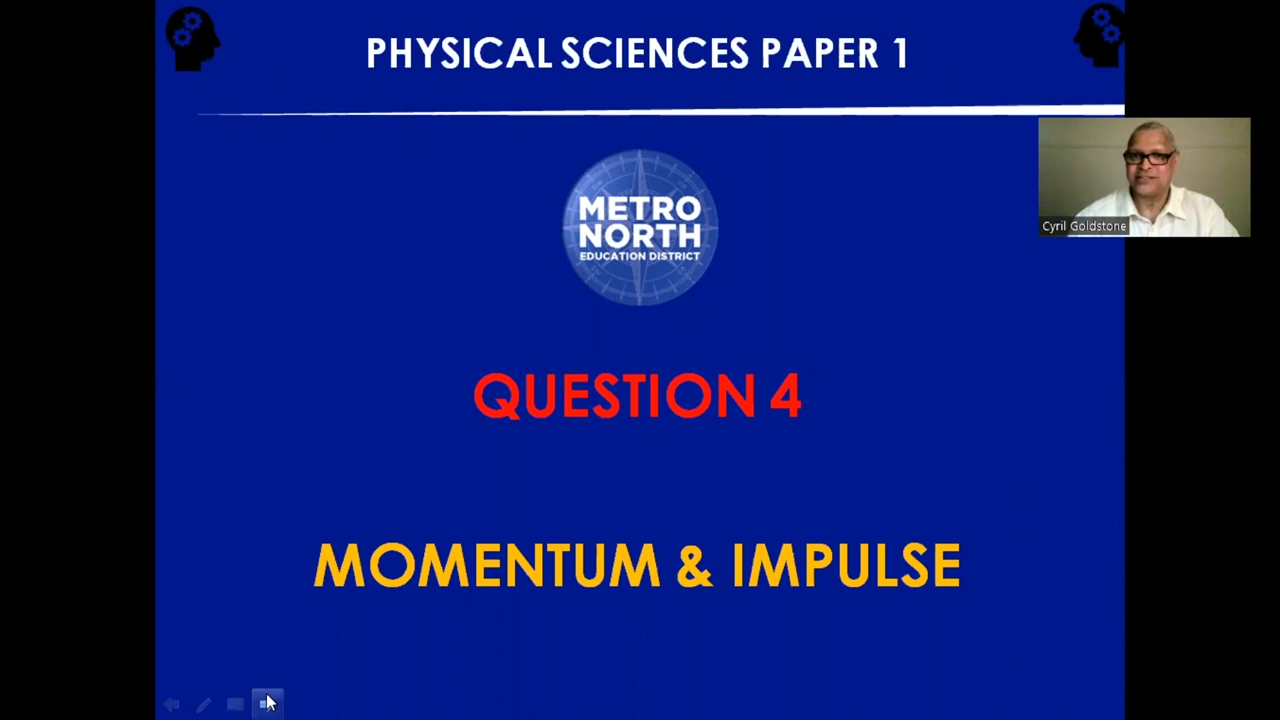 PHYSICAL SCIENCES PAPER 1
METRO
NORTH
EDUCATION DISTRICT
Cyril Goldstone
QUESTION 4
MOMENTUM & IMPULSE